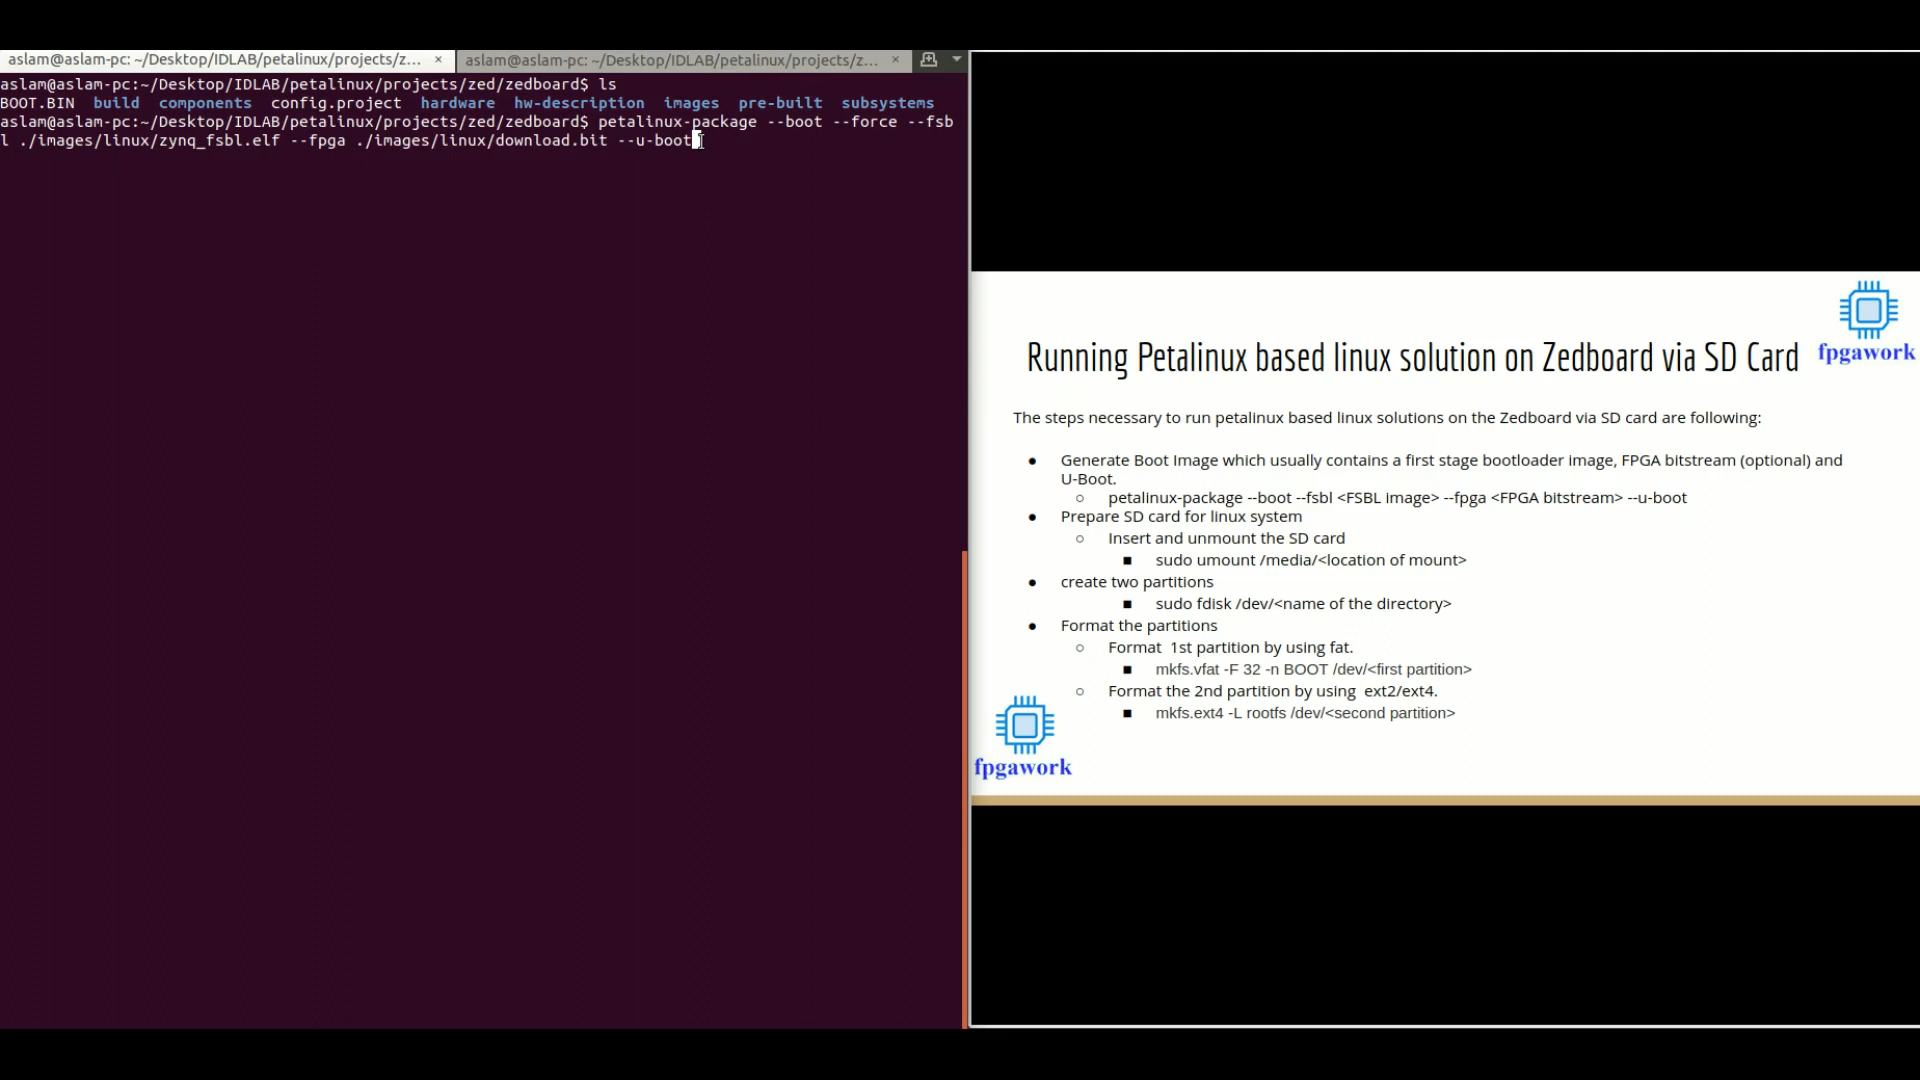 aslam@aslam-pc: ~/Desktop/IDLAB/petalinux/projects/z... ×
aslam@aslam-pc: ~/Desktop/IDLAB/petalinux/projects/z... ×
aslam@aslam-pc:~/Desktop/IDLAB/petalinux/projects/zed/zedboard$ ls
BOOT.BIN build components config.project hardware hw-description images pre-built subsystems
aslam@aslam-pc:~/Desktop/IDLAB/petalinux/projects/zed/zedboard$ petalinux-package --boot --force --fsb
l ./images/linux/zynq_fsbl.elf --fpga ./images/linux/download.bit --u-boot
fpgawork
Running Petalinux based linux solution on Zedboard via SD Card
The steps necessary to run petalinux based linux solutions on the Zedboard via SD card are following:
● Generate Boot Image which usually contains a first stage bootloader image, FPGA bitstream (optional) and
U-Boot.
○ petalinux-package --boot --fsbl <FSBL image> --fpga <FPGA bitstream> --u-boot
● Prepare SD card for linux system
○ Insert and unmount the SD card
■ sudo umount /media/<location of mount>
● create two partitions
■ sudo fdisk /dev/<name of the directory>
● Format the partitions
○ Format 1st partition by using fat.
■ mkfs.vfat -F 32 -n BOOT /dev/<first partition>
○ Format the 2nd partition by using ext2/ext4.
■ mkfs.ext4 -L rootfs /dev/<second partition>
fpgawork